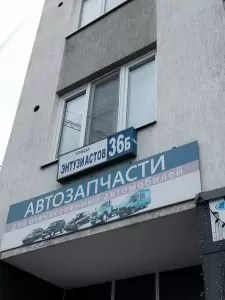 УЛИЦА
ЭНТУЗИАСТОВ 36Б
АВТОЗАПЧАСТИ
ДЛЯ ОТЕЧЕСТВЕННЫХ АВТОМОБИЛЕЙ